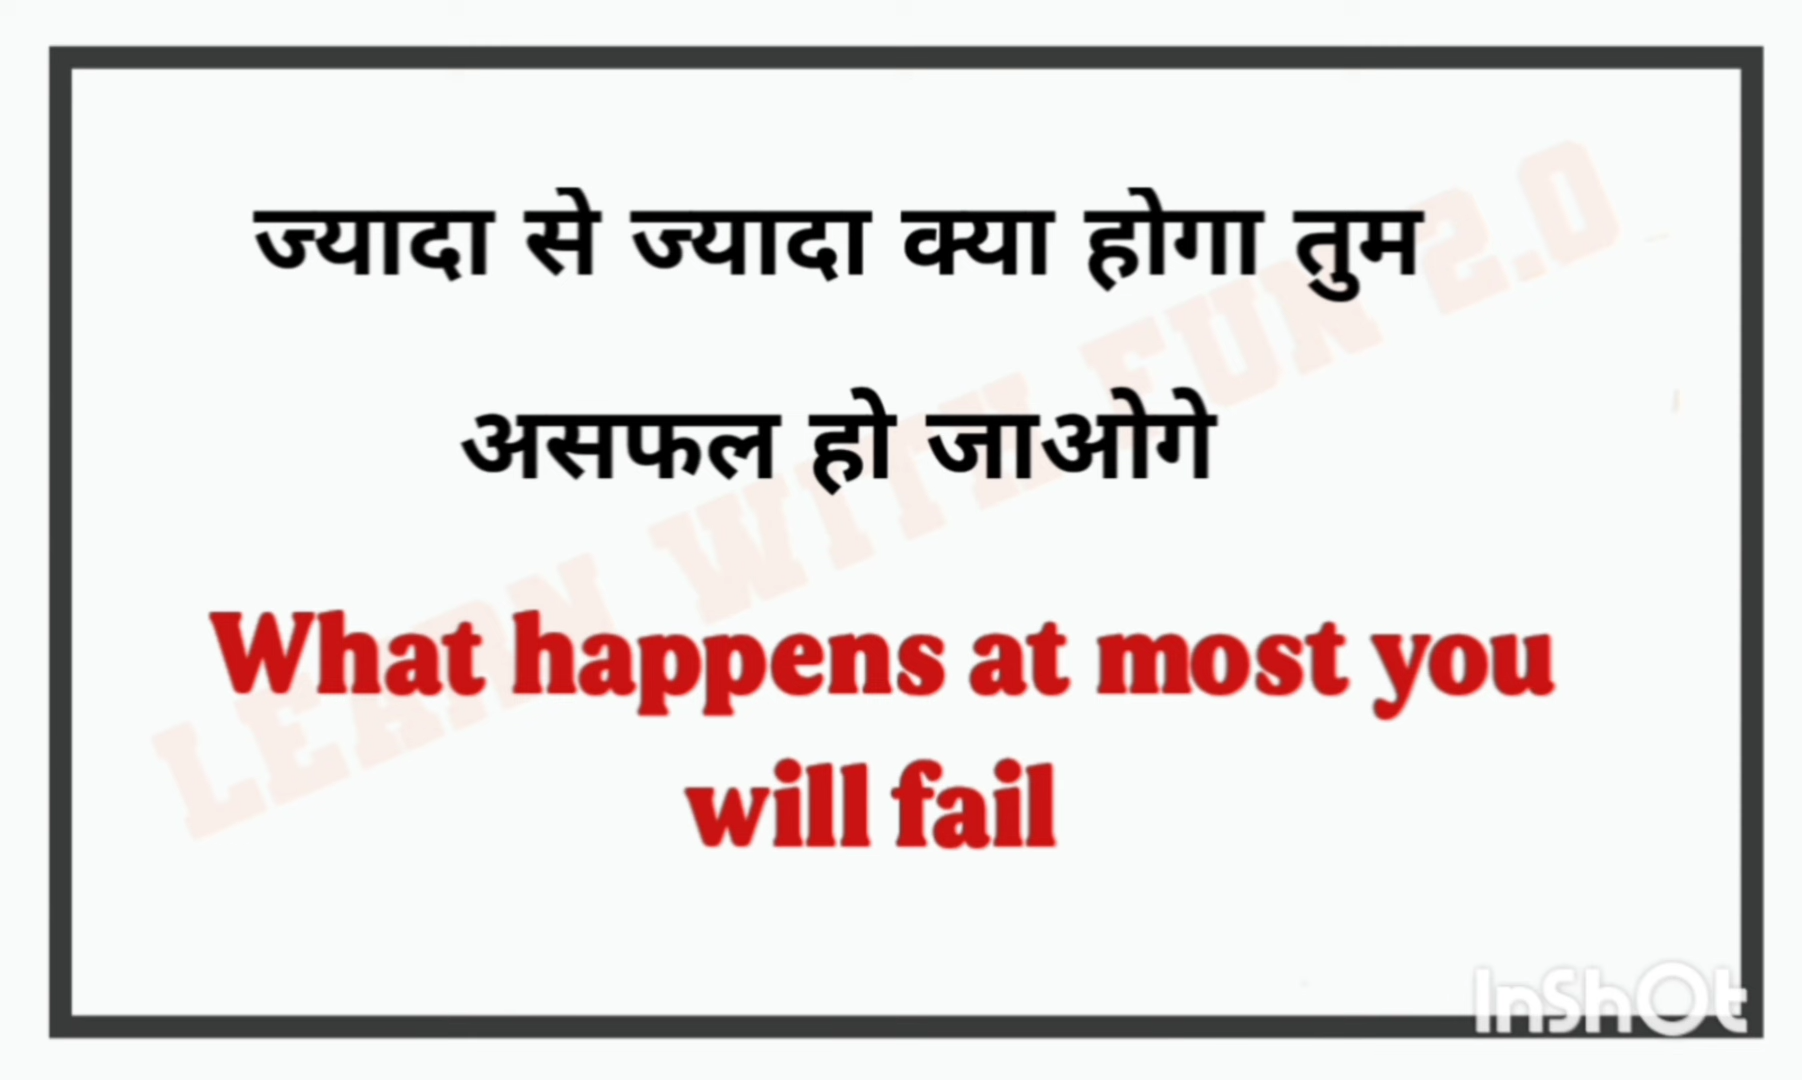 ज्यादा से ज्यादा क्या होगा तुम
असफल हो जाओगे
What happens at most you
will fail
LEARN WITH FUN 2.0
InShOt